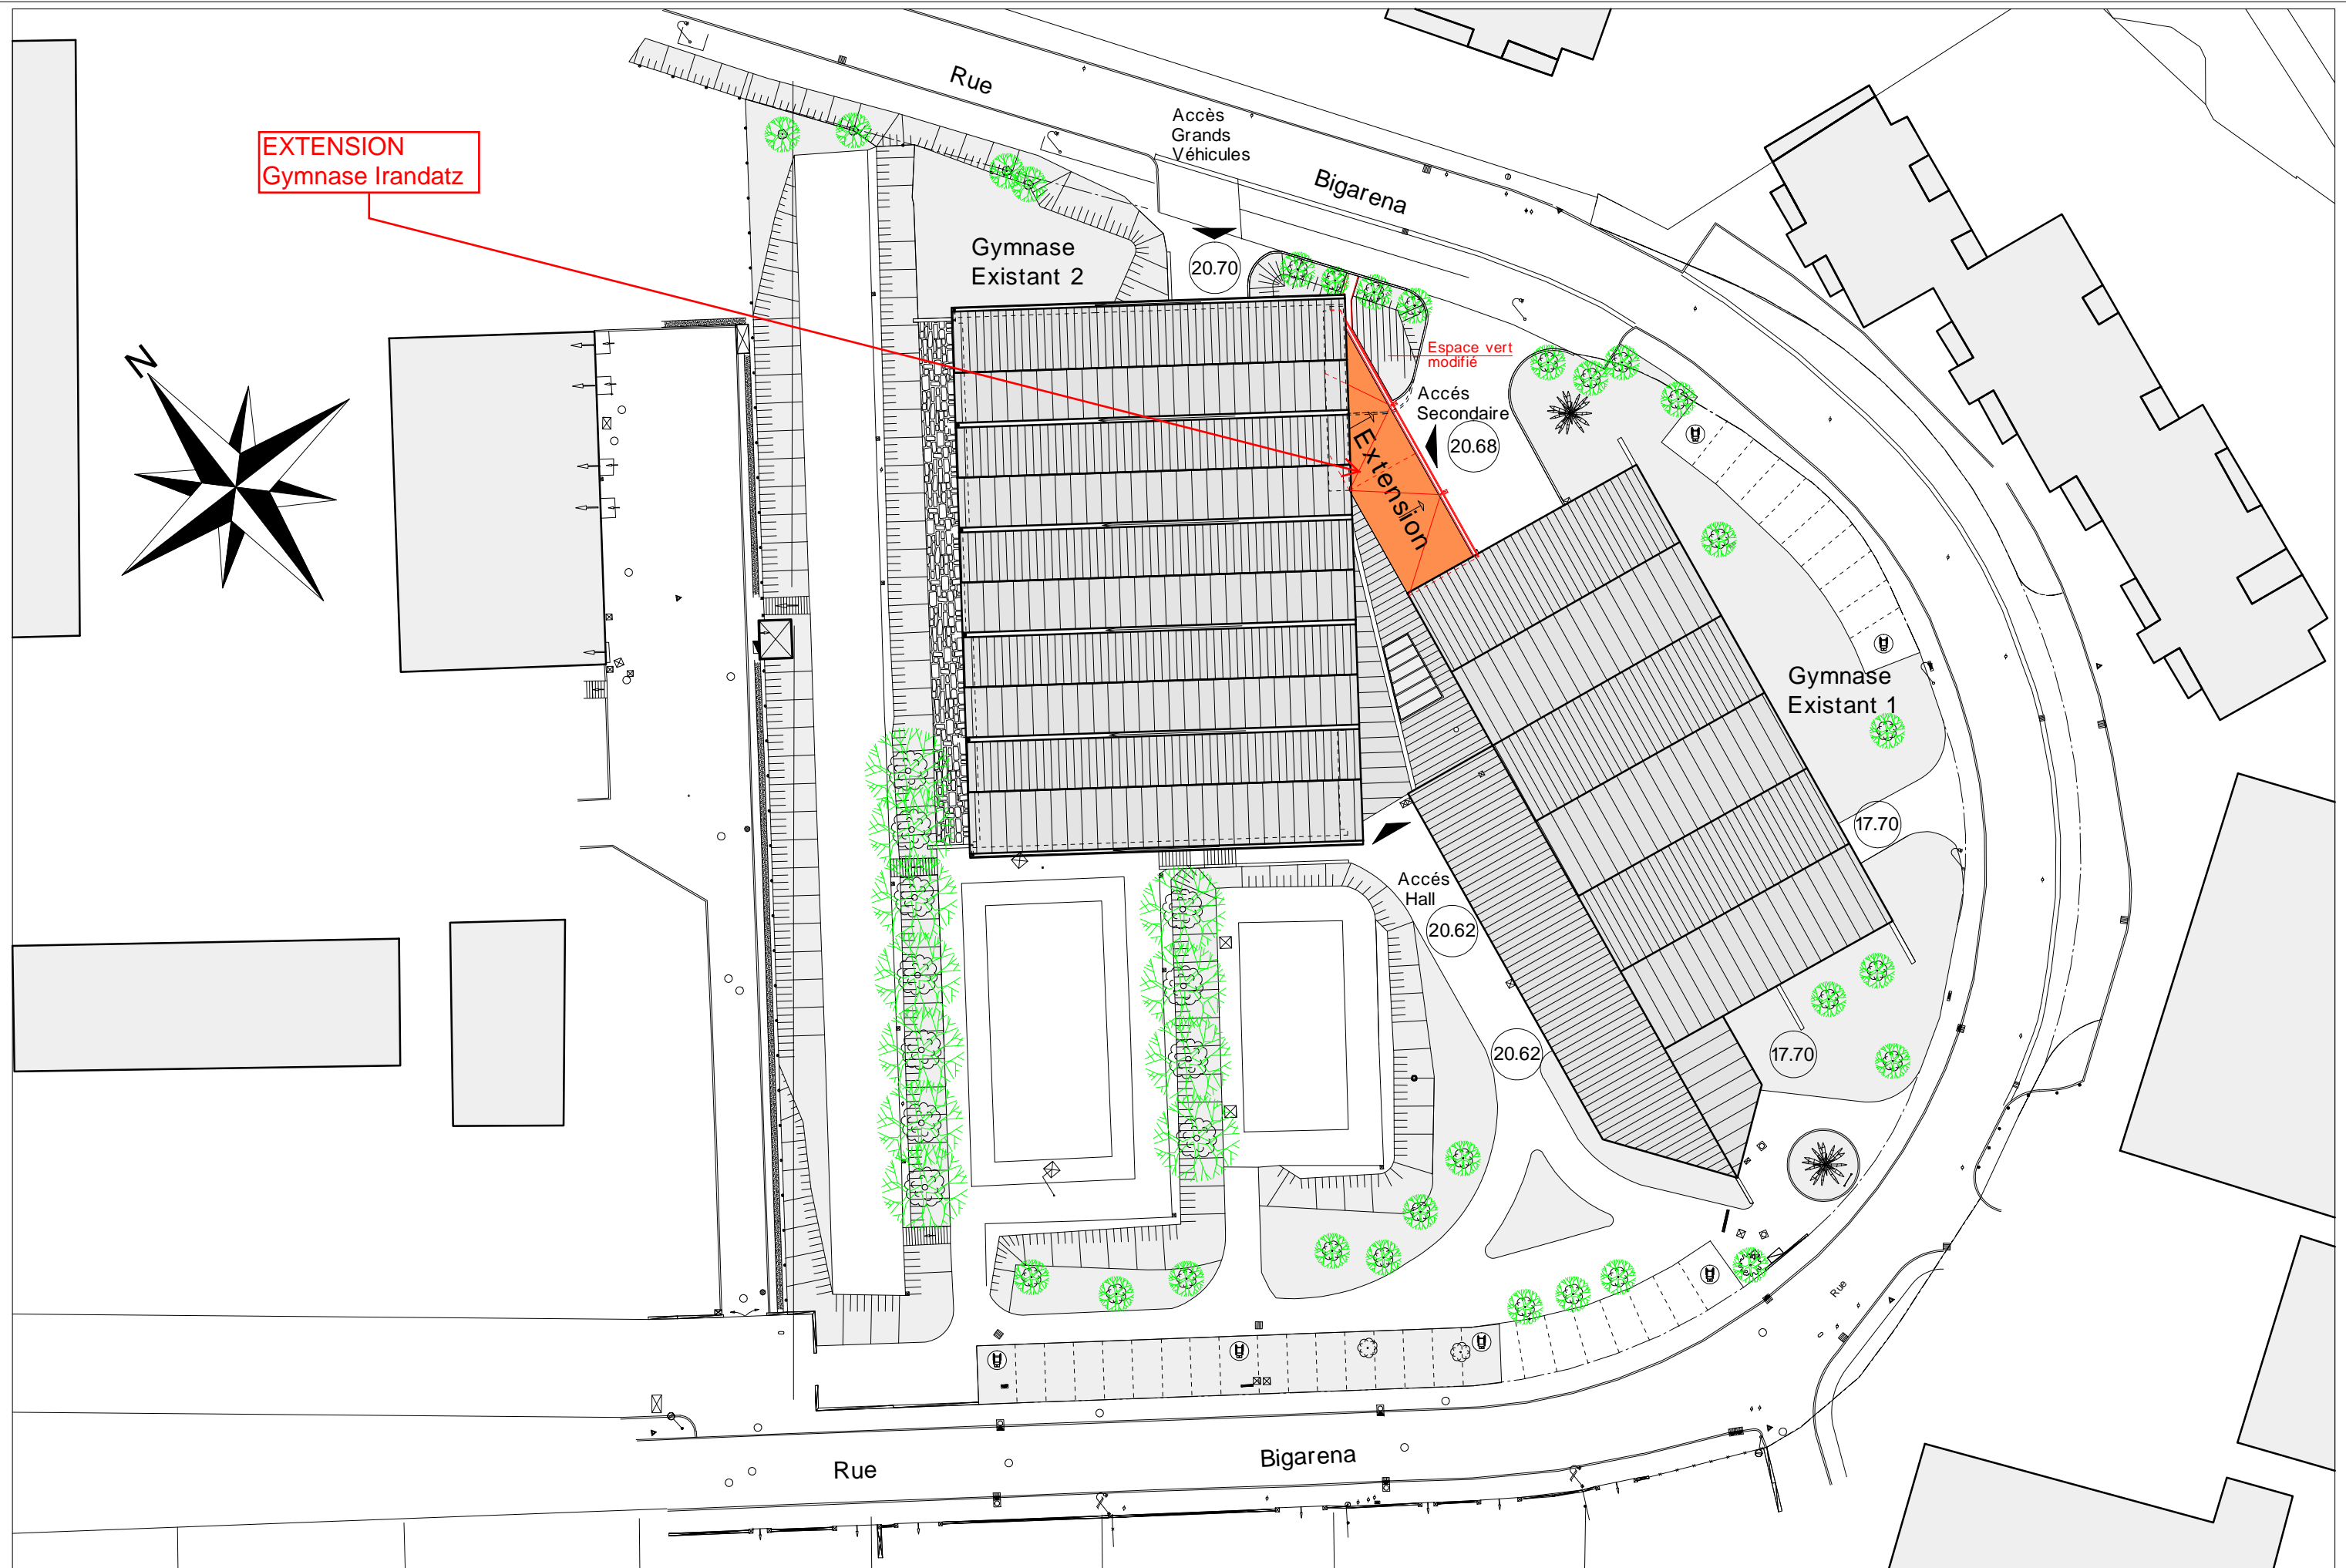 Rue
Accès
Grands
Véhicules
EXTENSION
Gymnase Irandatz
Bigarena
Gymnase
Existant 2
20.70
N
Espace vert
modifié
Accés
Secondaire
20.68
Extension
Gymnase
Existant 1
17.70
Accés
Hall
20.62
20.62
17.70
Rue
Rue
Bigarena